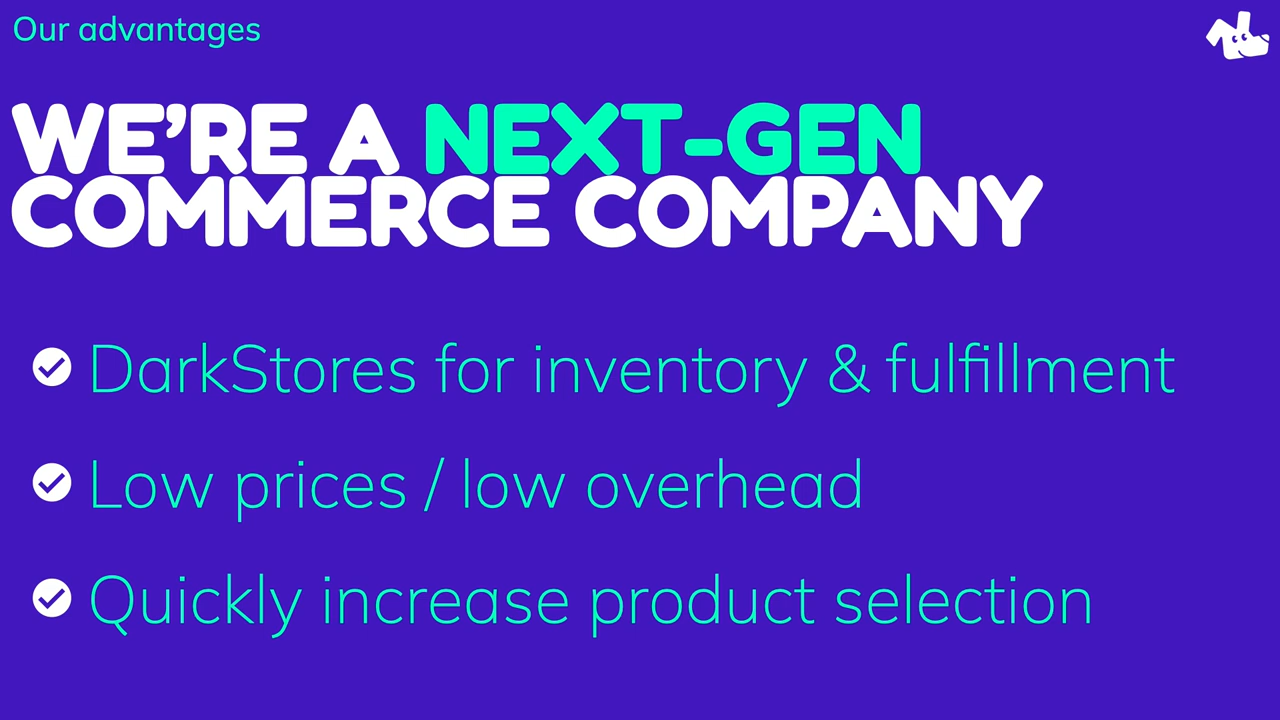 Our advantages
WE’RE A NEXT-GEN
COMMERCE COMPANY
DarkStores for inventory & fulfillment
Low prices / low overhead
Quickly increase product selection